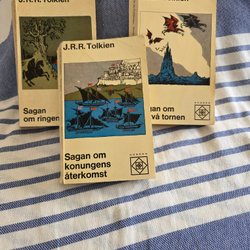 J.R.R. Tolkien
Sagan
om ringen
J.R.R. Tolkien
Sagan om
konungens
återkomst
an om
vå tornen